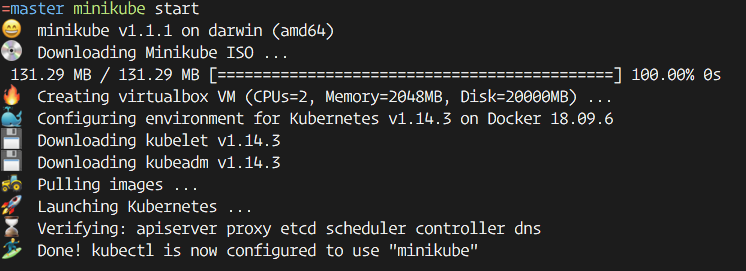 =master minikube start
😄 minikube v1.1.1 on darwin (amd64)
💿 Downloading Minikube ISO ...
131.29 MB / 131.29 MB [============================================] 100.00% 0s
🔥 Creating virtualbox VM (CPUs=2, Memory=2048MB, Disk=20000MB) ...
🐳 Configuring environment for Kubernetes v1.14.3 on Docker 18.09.6
💾 Downloading kubelet v1.14.3
💾 Downloading kubeadm v1.14.3
🚜 Pulling images ...
🚀 Launching Kubernetes ...
⌛ Verifying: apiserver proxy etcd scheduler controller dns
🏄 Done! kubectl is now configured to use "minikube"